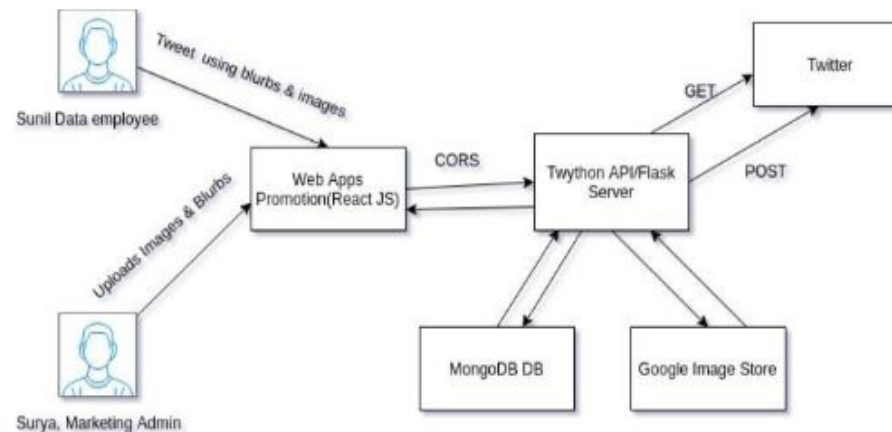 Tweet using blurbs & images
Sunil Data employee
Uploads Images & Blurbs
Surya, Marketing Admin
Web Apps
Promotion(React JS)
CORS
Twython API/Flask
Server
GET
POST
Twitter
MongoDB DB
Google Image Store